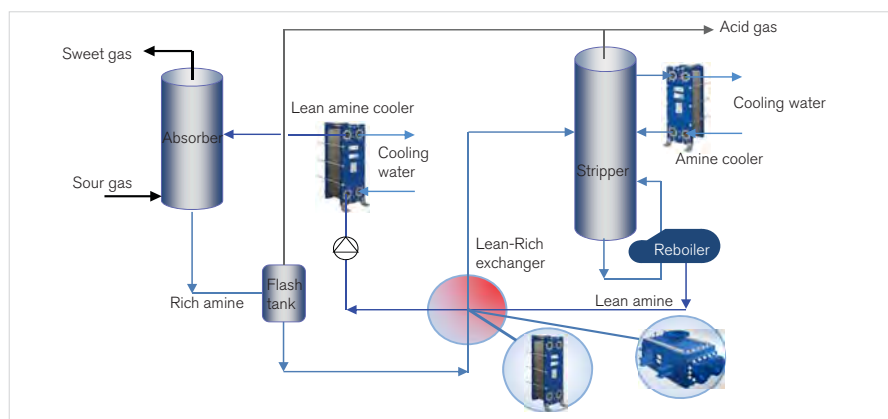 Acid gas
Sweet gas
Lean amine cooler
Cooling
water
Absorber
Cooling
water
Amine cooler
Stripper
Sour gas
Lean-Rich
exchanger
Reboiler
Flash
tank
Rich amine
Lean amine